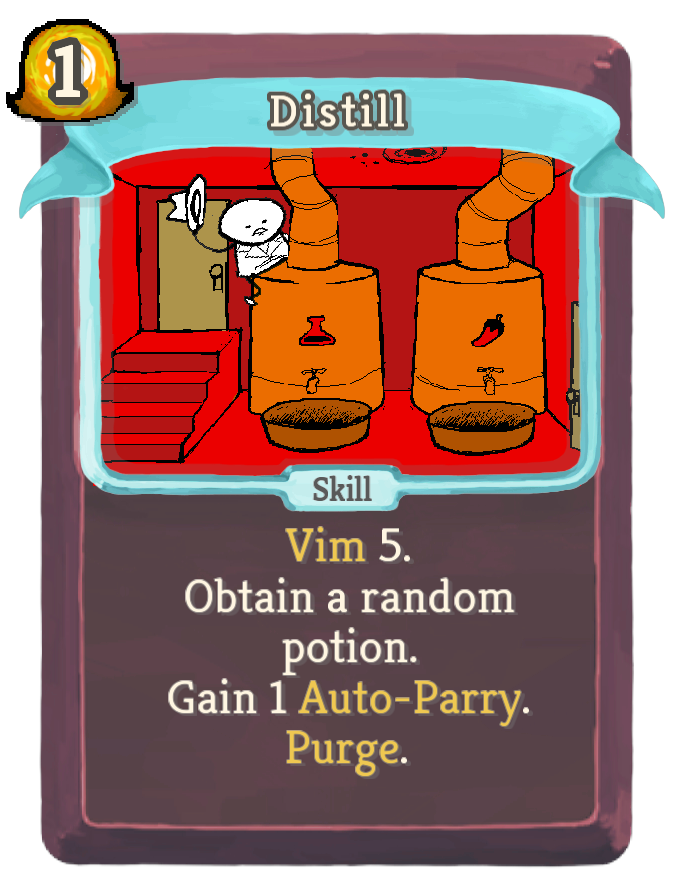 1
Distill
Skill
Vim 5.
Obtain a random
potion.
Gain 1 Auto-Parry.
Purge.